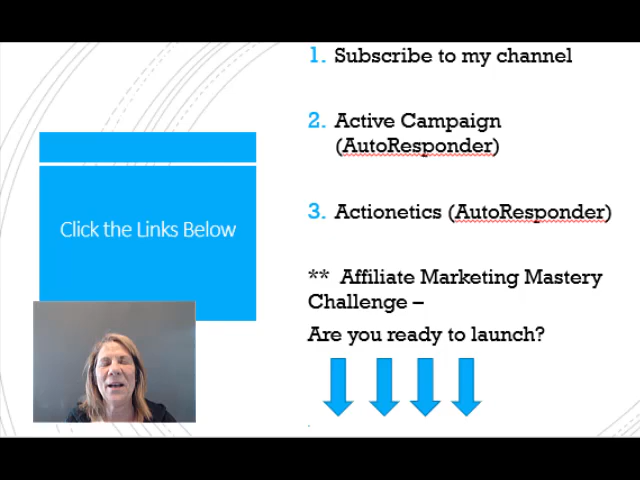 1. Subscribe to my channel
2. Active Campaign
(AutoResponder)
3. Actionetics (AutoResponder)
Click the Links Below
** Affiliate Marketing Mastery
Challenge –
Are you ready to launch?